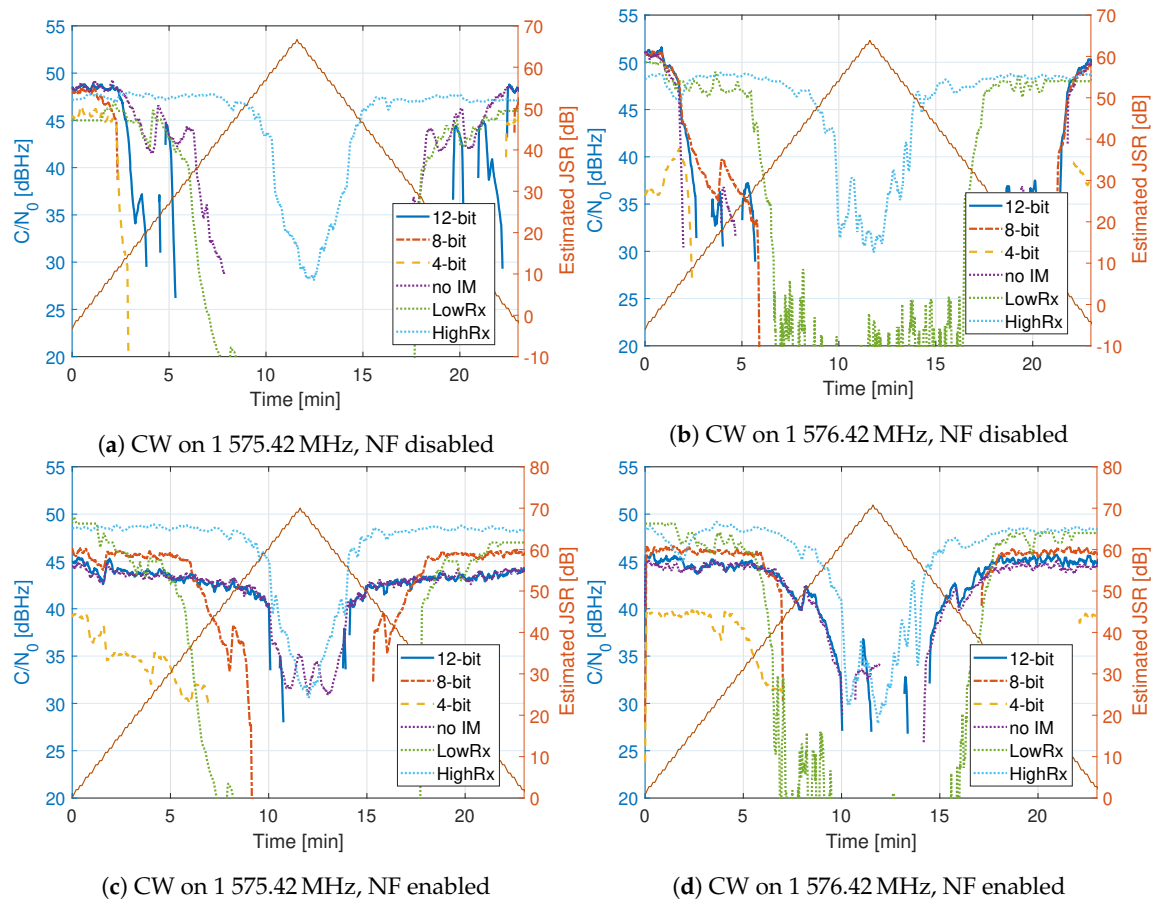 55
50
45
40
35
30
25
20
C/N0 [dBHz]
70
60
50
40
30
20
10
0
-10
Estimated JSR [dB]
12-bit
8-bit
4-bit
no IM
LowRx
HighRx
0 5 10 15 20
Time [min]
(a) CW on 1 575.42 MHz, NF disabled
55
50
45
40
35
30
25
20
C/N0 [dBHz]
70
60
50
40
30
20
10
0
-10
Estimated JSR [dB]
12-bit
8-bit
4-bit
no IM
LowRx
HighRx
0 5 10 15 20
Time [min]
(b) CW on 1 576.42 MHz, NF disabled
55
50
45
40
35
30
25
20
C/N0 [dBHz]
80
70
60
50
40
30
20
10
0
Estimated JSR [dB]
12-bit
8-bit
4-bit
no IM
LowRx
HighRx
0 5 10 15 20
Time [min]
(c) CW on 1 575.42 MHz, NF enabled
55
50
45
40
35
30
25
20
C/N0 [dBHz]
80
70
60
50
40
30
20
10
0
Estimated JSR [dB]
12-bit
8-bit
4-bit
no IM
LowRx
HighRx
0 5 10 15 20
Time [min]
(d) CW on 1 576.42 MHz, NF enabled